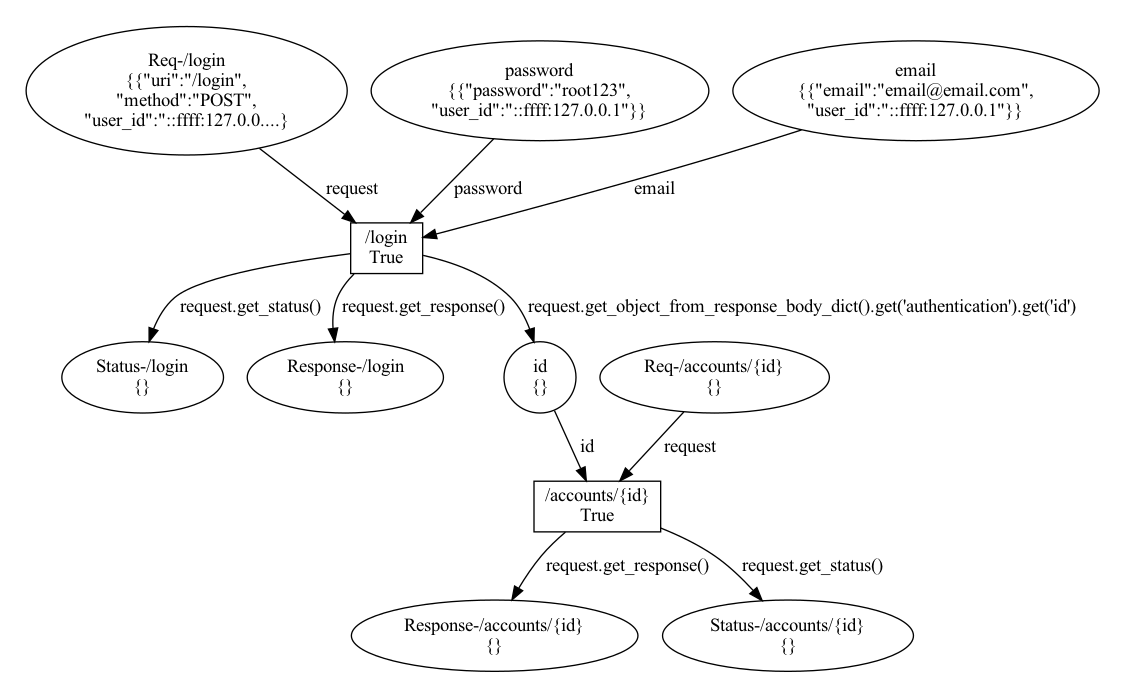 Req-/login
{{"uri":"/login",
"method":"POST",
"user_id":"::ffff:127.0.0....}
password
{{"password":"root123",
"user_id":"::ffff:127.0.0.1"}}
email
{{"email":"email@email.com",
"user_id":"::ffff:127.0.0.1"}}
request
password
email
/login
True
request.get_status()
request.get_response()
request.get_object_from_response_body_dict().get('authentication').get('id')
Status-/login
{}
Response-/login
{}
id
{}
Req-/accounts/{id}
{}
id
request
/accounts/{id}
True
request.get_response()
request.get_status()
Response-/accounts/{id}
{}
Status-/accounts/{id}
{}